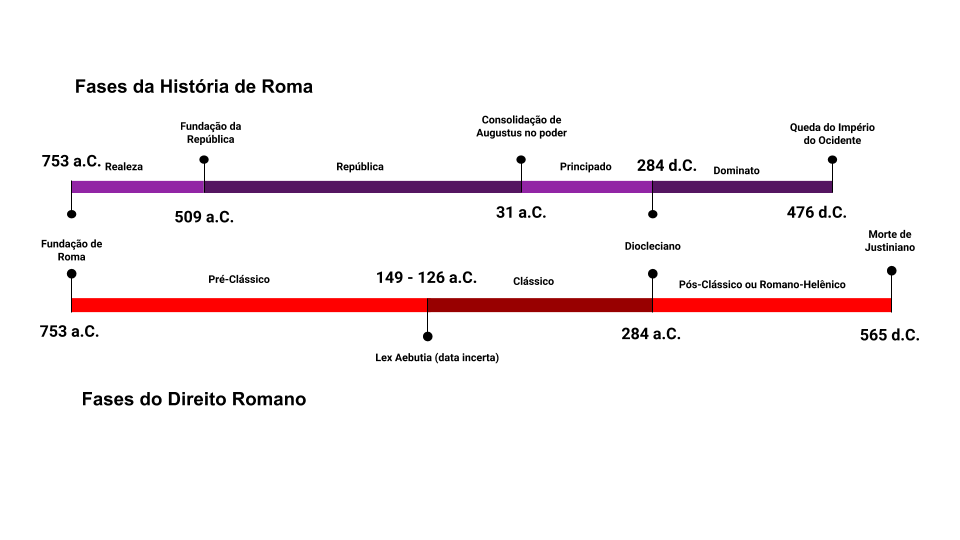 Fases da História de Roma
Fundação da
República
Consolidação de
Augustus no poder
Queda do Império
do Ocidente
753 a.C.
Realeza
República
Principado
284 d.C.
Dominato
509 a.C.
31 a.C.
476 d.C.
Fundação de
Roma
Diocleciano
Morte de
Justiniano
Pré-Clássico
149 - 126 a.C.
Clássico
Pós-Clássico ou Romano-Helênico
753 a.C.
284 a.C.
565 d.C.
Lex Aebutia (data incerta)
Fases do Direito Romano